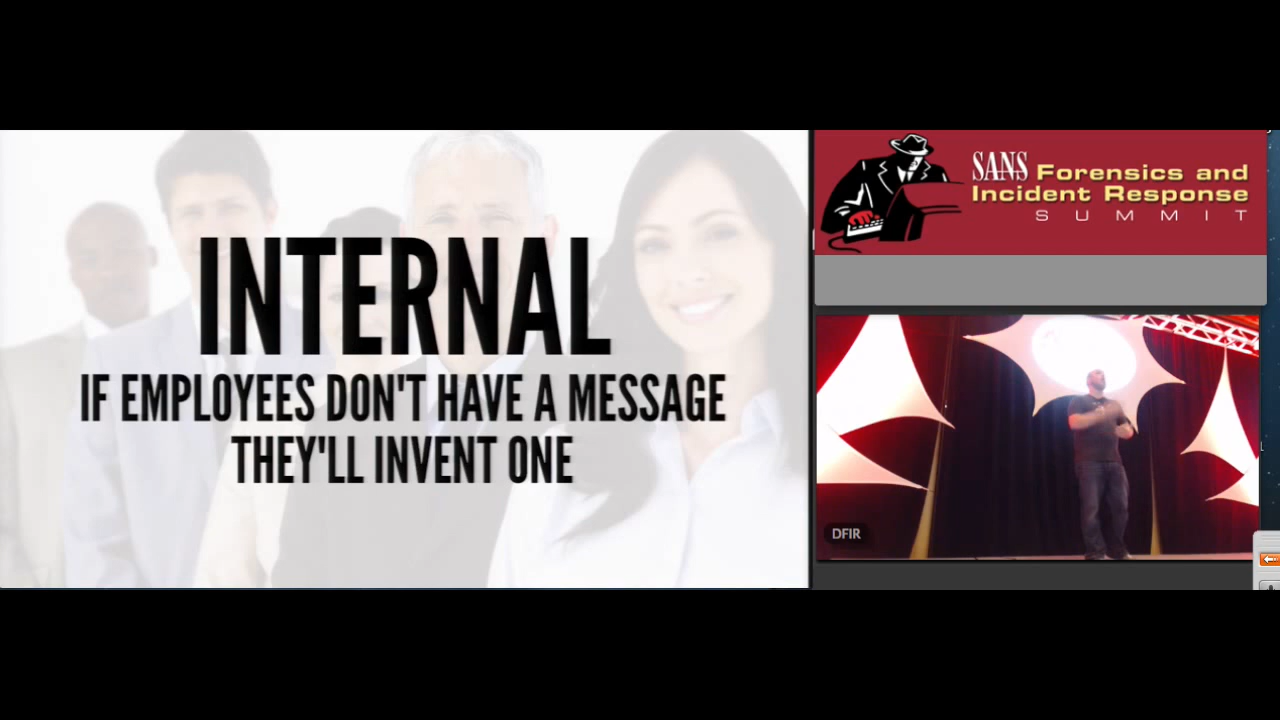 INTERNAL
IF EMPLOYEES DON'T HAVE A MESSAGE
THEY'LL INVENT ONE
SANS Forensics and
Incident Response
SUMMIT
DFIR